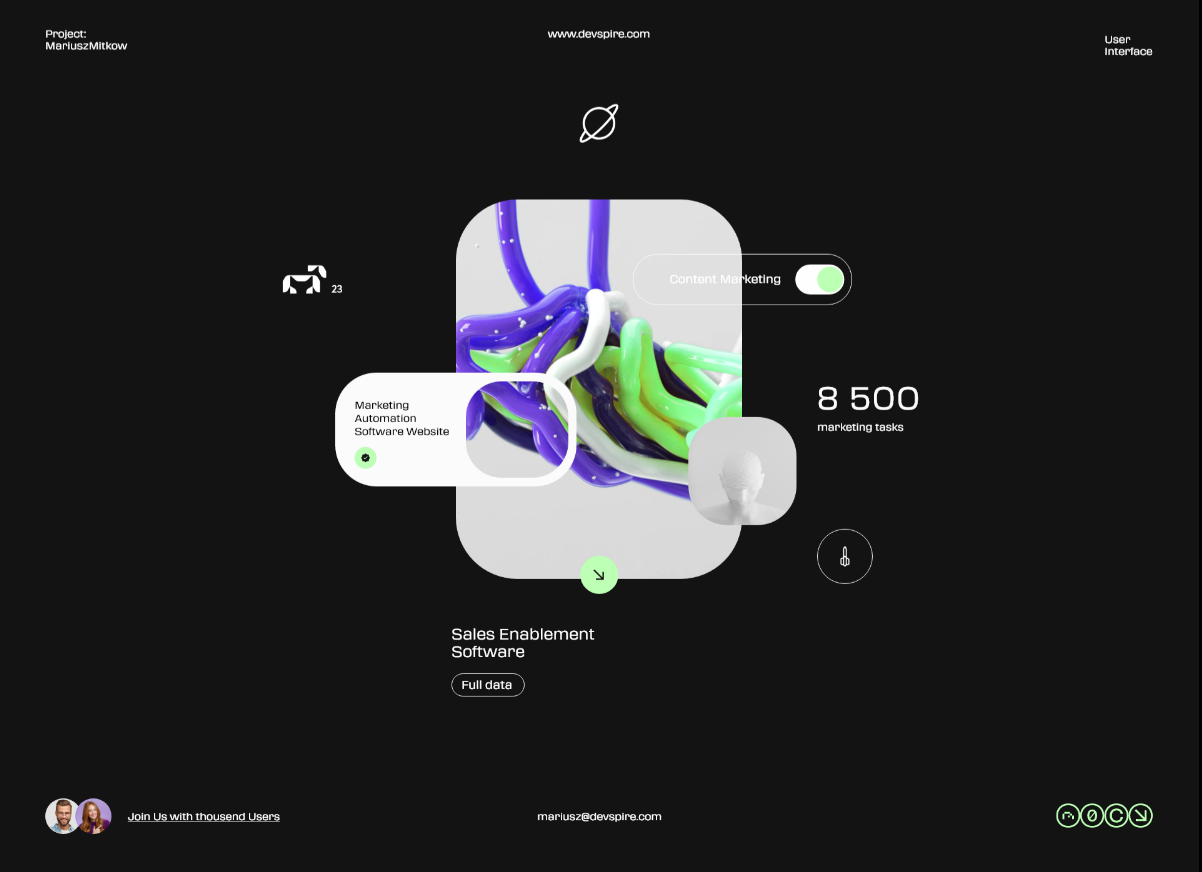 Project:
MariuszMitkow
www.devspire.com
User
Interface
23
Content Marketing
Marketing
Automation
Software Website
8 500
marketing tasks
Sales Enablement
Software
Full data
Join Us with thousend Users
mariusz@devspire.com